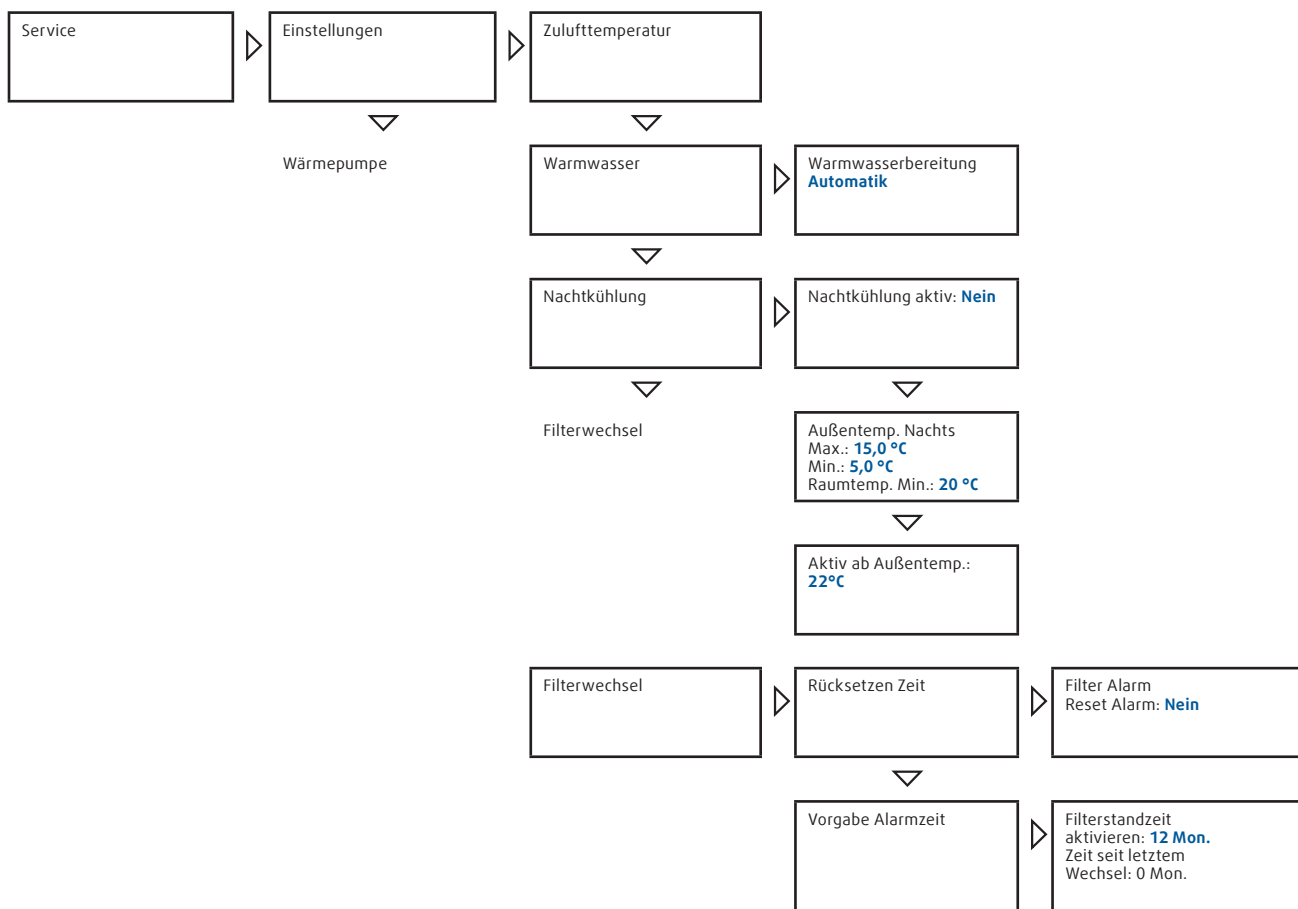 Service
Einstellungen
Zulufttemperatur
Wärmepumpe
Warmwasser
Warmwasserbereitung
Automatik
Nachtkühlung
Nachtkühlung aktiv: Nein
Filterwechsel
Außentemp. Nachts
Max.: 15,0 °C
Min.: 5,0 °C
Raumtemp. Min.: 20 °C
Aktiv ab Außentemp.:
22°C
Filterwechsel
Rücksetzen Zeit
Filter Alarm
Reset Alarm: Nein
Vorgabe Alarmzeit
Filterstandzeit
aktivieren: 12 Mon.
Zeit seit letztem
Wechsel: 0 Mon.